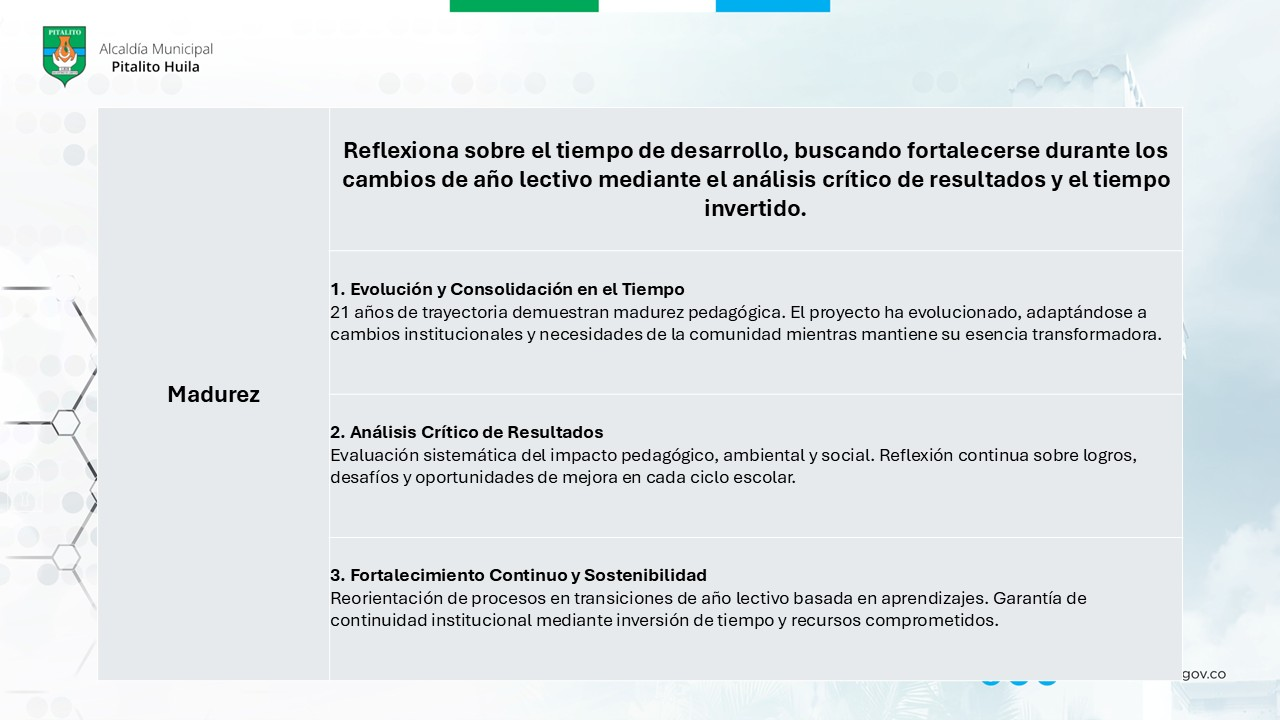 PITALITO
Alcaldía Municipal
Pitalito Huila
Reflexiona sobre el tiempo de desarrollo, buscando fortalecerse durante los
cambios de año lectivo mediante el análisis crítico de resultados y el tiempo
invertido.
Madurez
1. Evolución y Consolidación en el Tiempo
21 años de trayectoria demuestran madurez pedagógica. El proyecto ha evolucionado, adaptándose a
cambios institucionales y necesidades de la comunidad mientras mantiene su esencia transformadora.
2. Análisis Crítico de Resultados
Evaluación sistemática del impacto pedagógico, ambiental y social. Reflexión continua sobre logros,
desafíos y oportunidades de mejora en cada ciclo escolar.
3. Fortalecimiento Continuo y Sostenibilidad
Reorientación de procesos en transiciones de año lectivo basada en aprendizajes. Garantía de
continuidad institucional mediante inversión de tiempo y recursos comprometidos.
gov.co